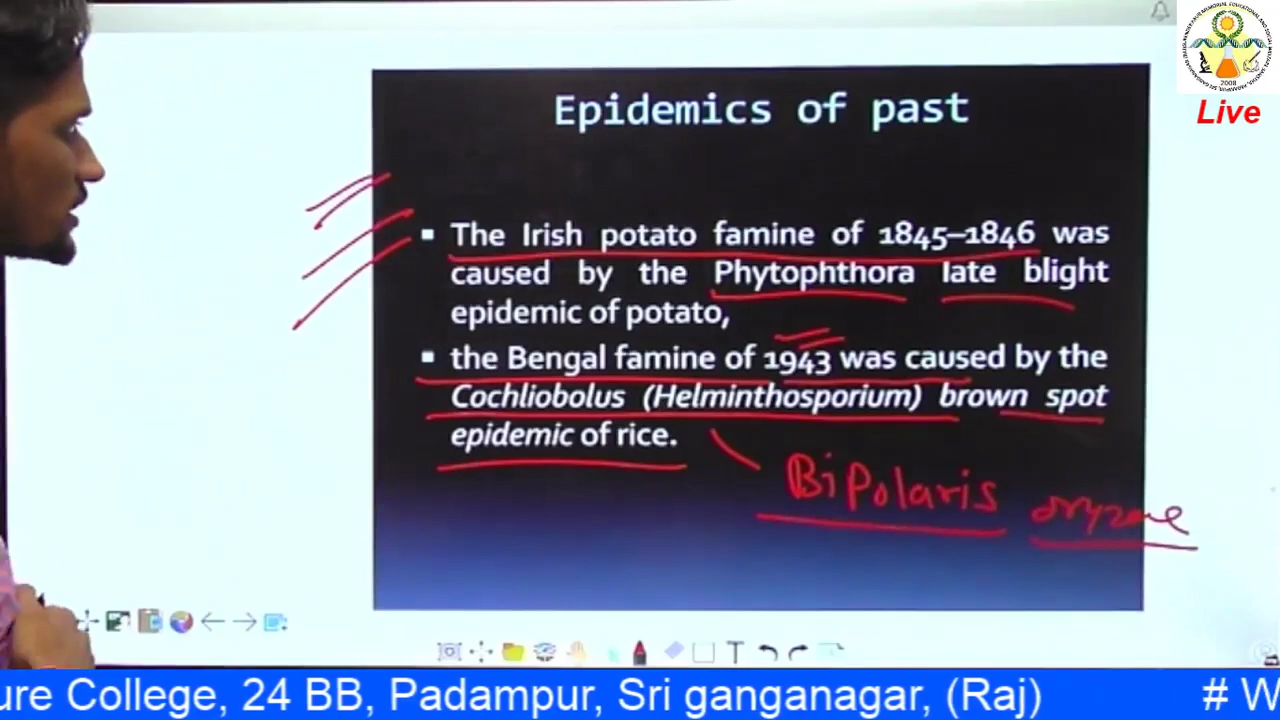 Live
Epidemics of past
▪ The Irish potato famine of 1845–1846 was
caused by the Phytophthora late blight
epidemic of potato,
▪ the Bengal famine of 1943 was caused by the
Cochliobolus (Helminthosporium) brown spot
epidemic of rice.
BiPolaris oryzae
T
ure College, 24 BB, Padampur, Sri ganganagar, (Raj) # W
2008